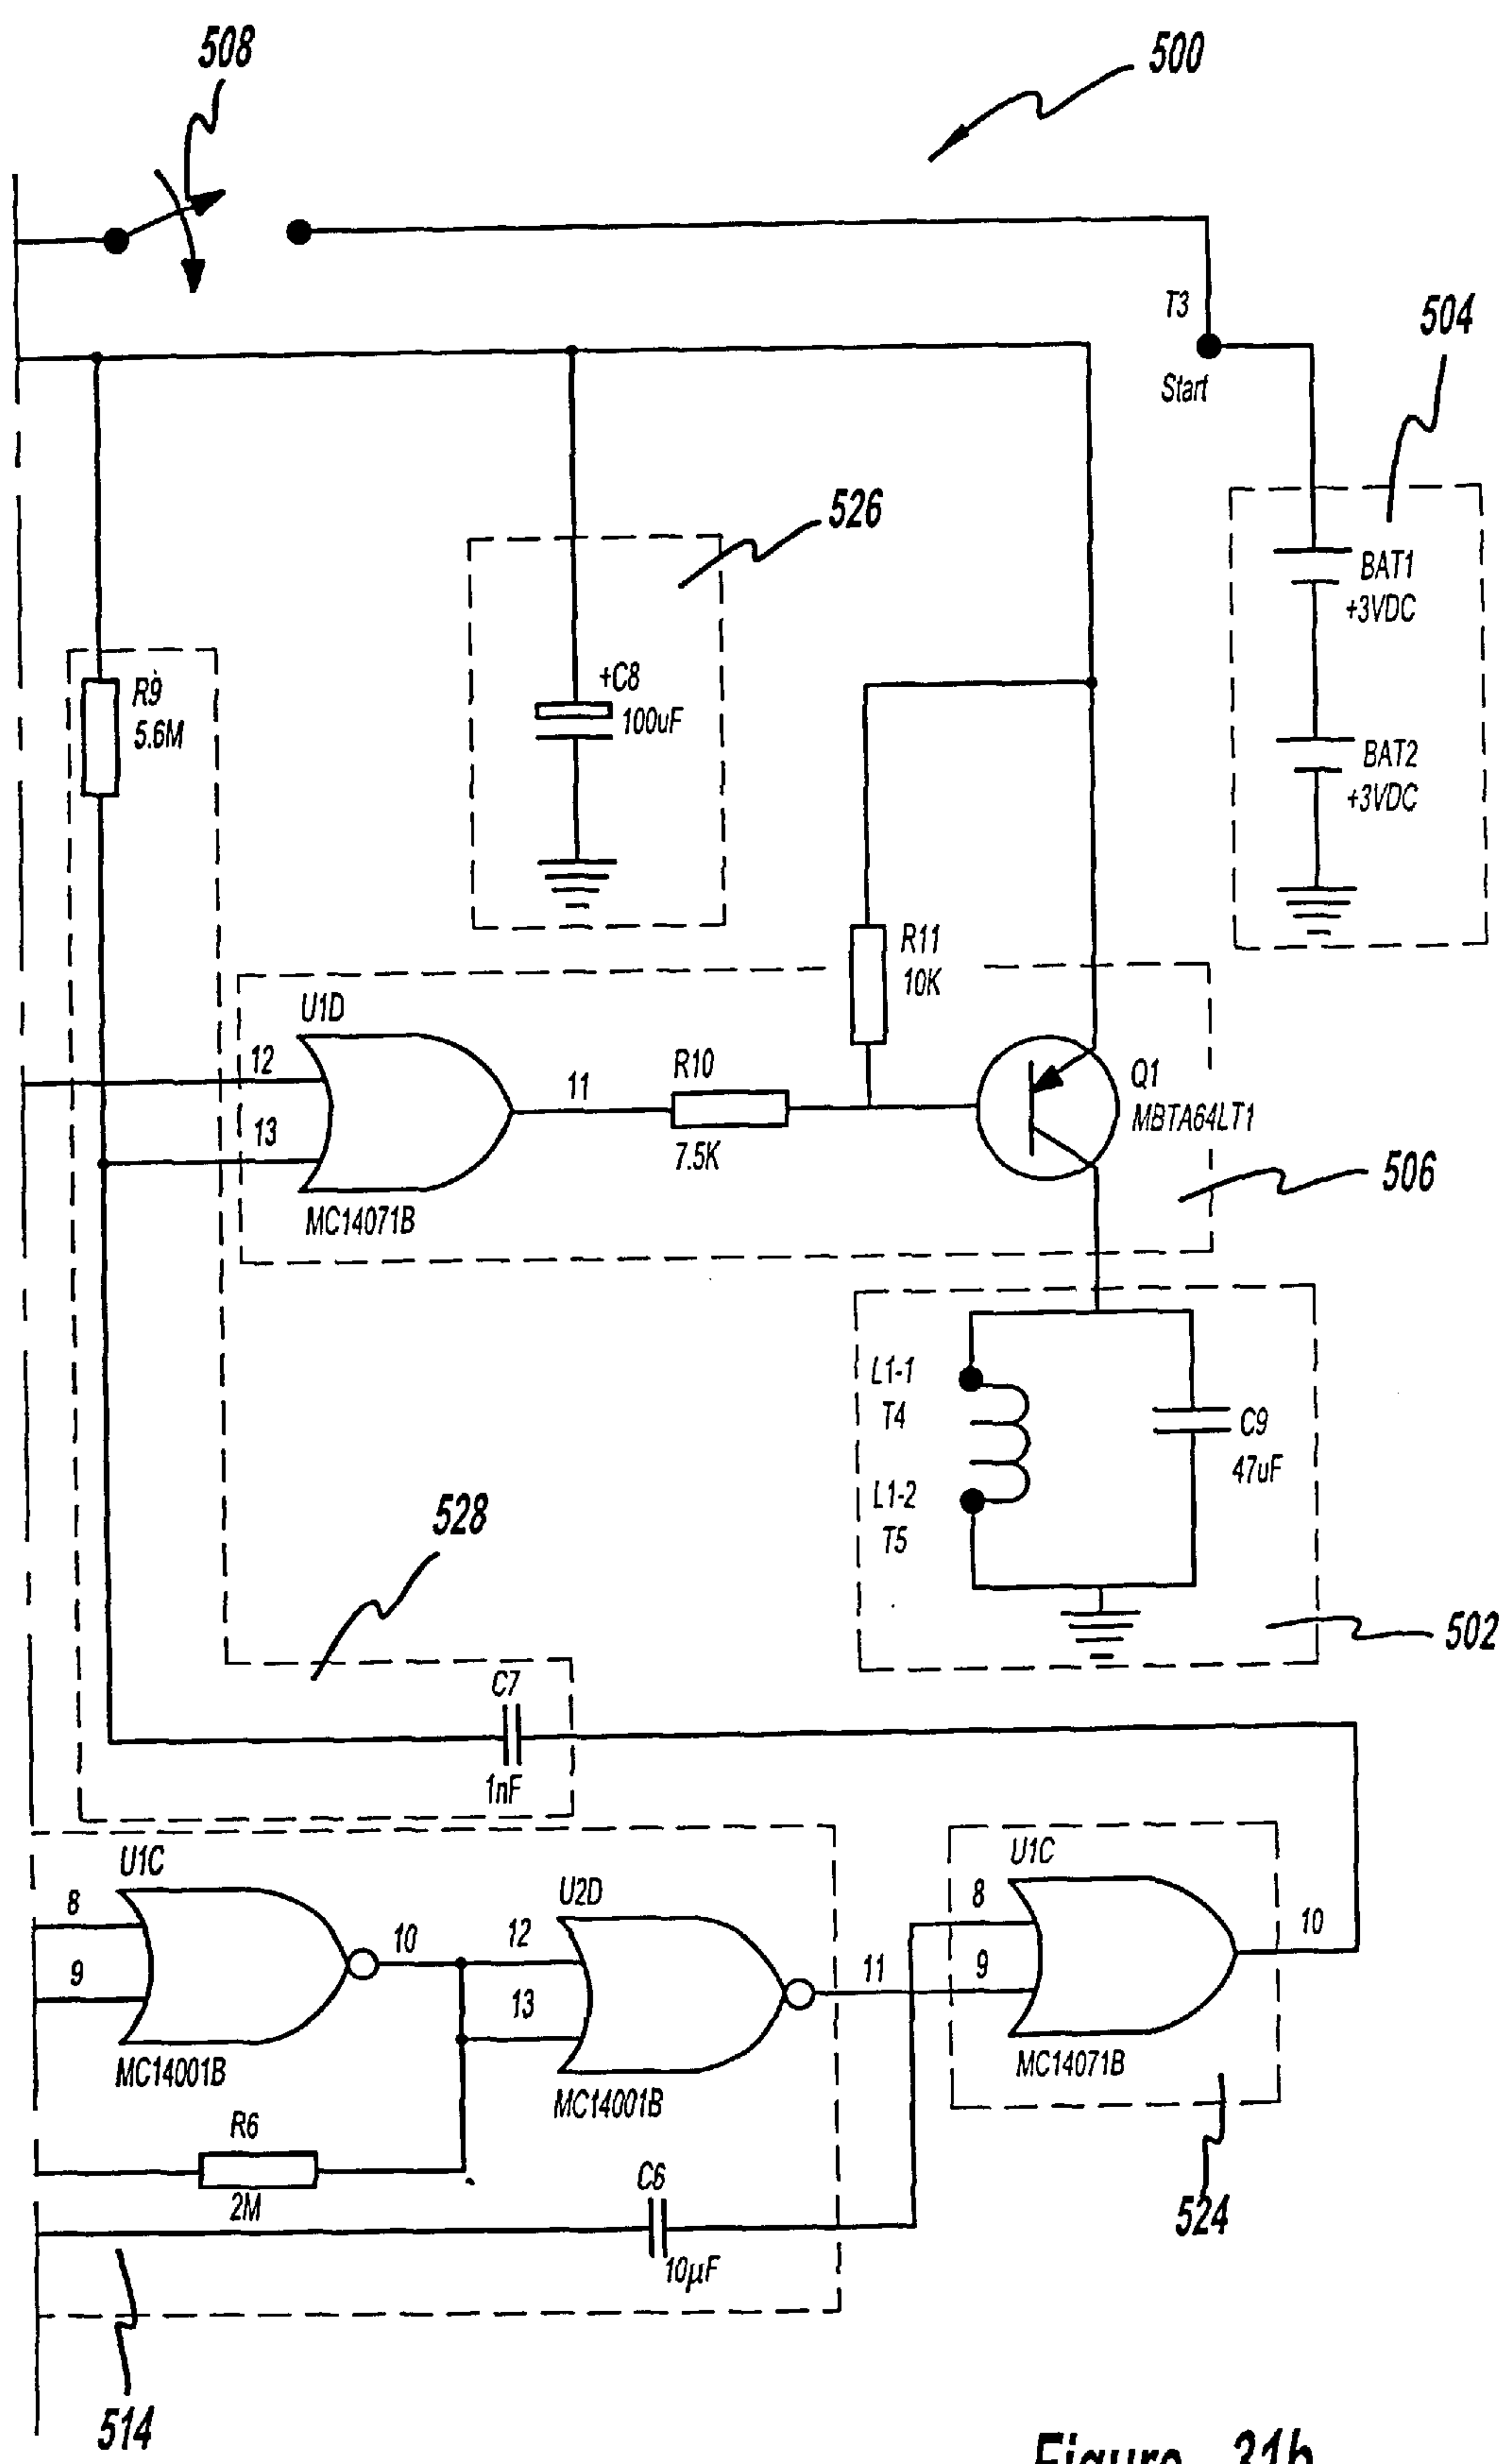 508
500
T3
Start
504
526
BAT1
+3VDC
+C8
100uF
R9
5.6M
BAT2
+3VDC
R11
10K
U1D
12
13
11
R10
7.5K
Q1
MBTA64LT1
MC14071B
506
L1-1
T4
C9
47uF
L1-2
T5
528
502
C7
1nF
U1C
8
9
10
MC14001B
U2D
12
13
11
MC14001B
U1C
8
9
10
MC14071B
R6
2M
C6
10µF
524
514
Figure 31b